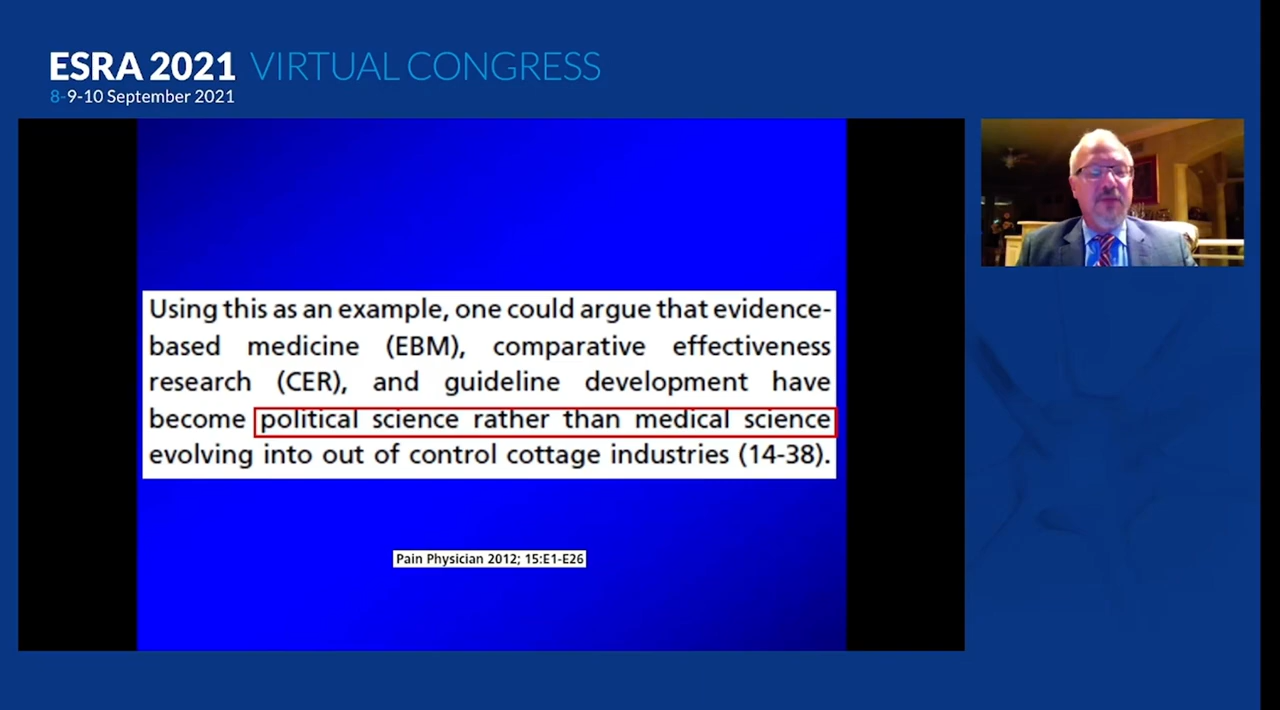 ESRA 2021 VIRTUAL CONGRESS
8-9-10 September 2021
Using this as an example, one could argue that evidence-
based medicine (EBM), comparative effectiveness
research (CER), and guideline development have
become political science rather than medical science
evolving into out of control cottage industries (14-38).
Pain Physician 2012; 15:E1-E26